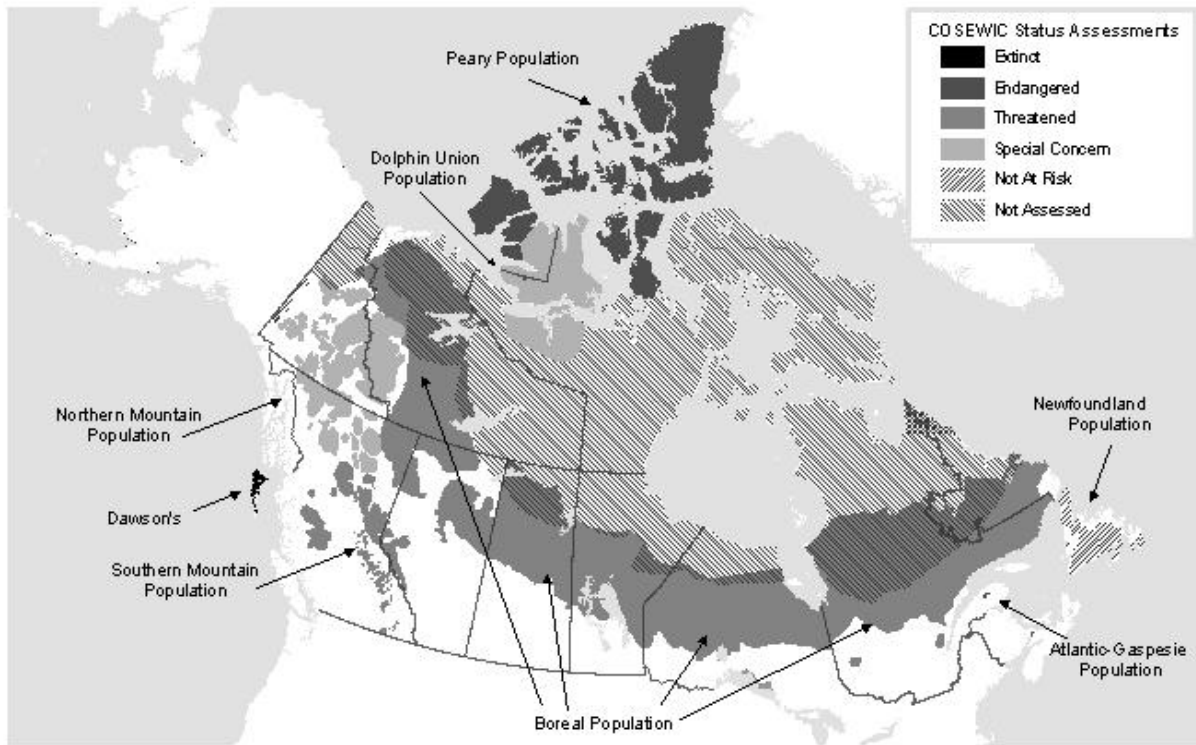 COSEWIC Status Assessments
Extinct
Endangered
Threatened
Special Concern
Not At Risk
Not Assessed
Peary Population
Dolphin Union
Population
Northern Mountain
Population
Newfoundland
Population
Dawson's
Southern Mountain
Population
Atlantic-Gaspesie
Population
Boreal Population